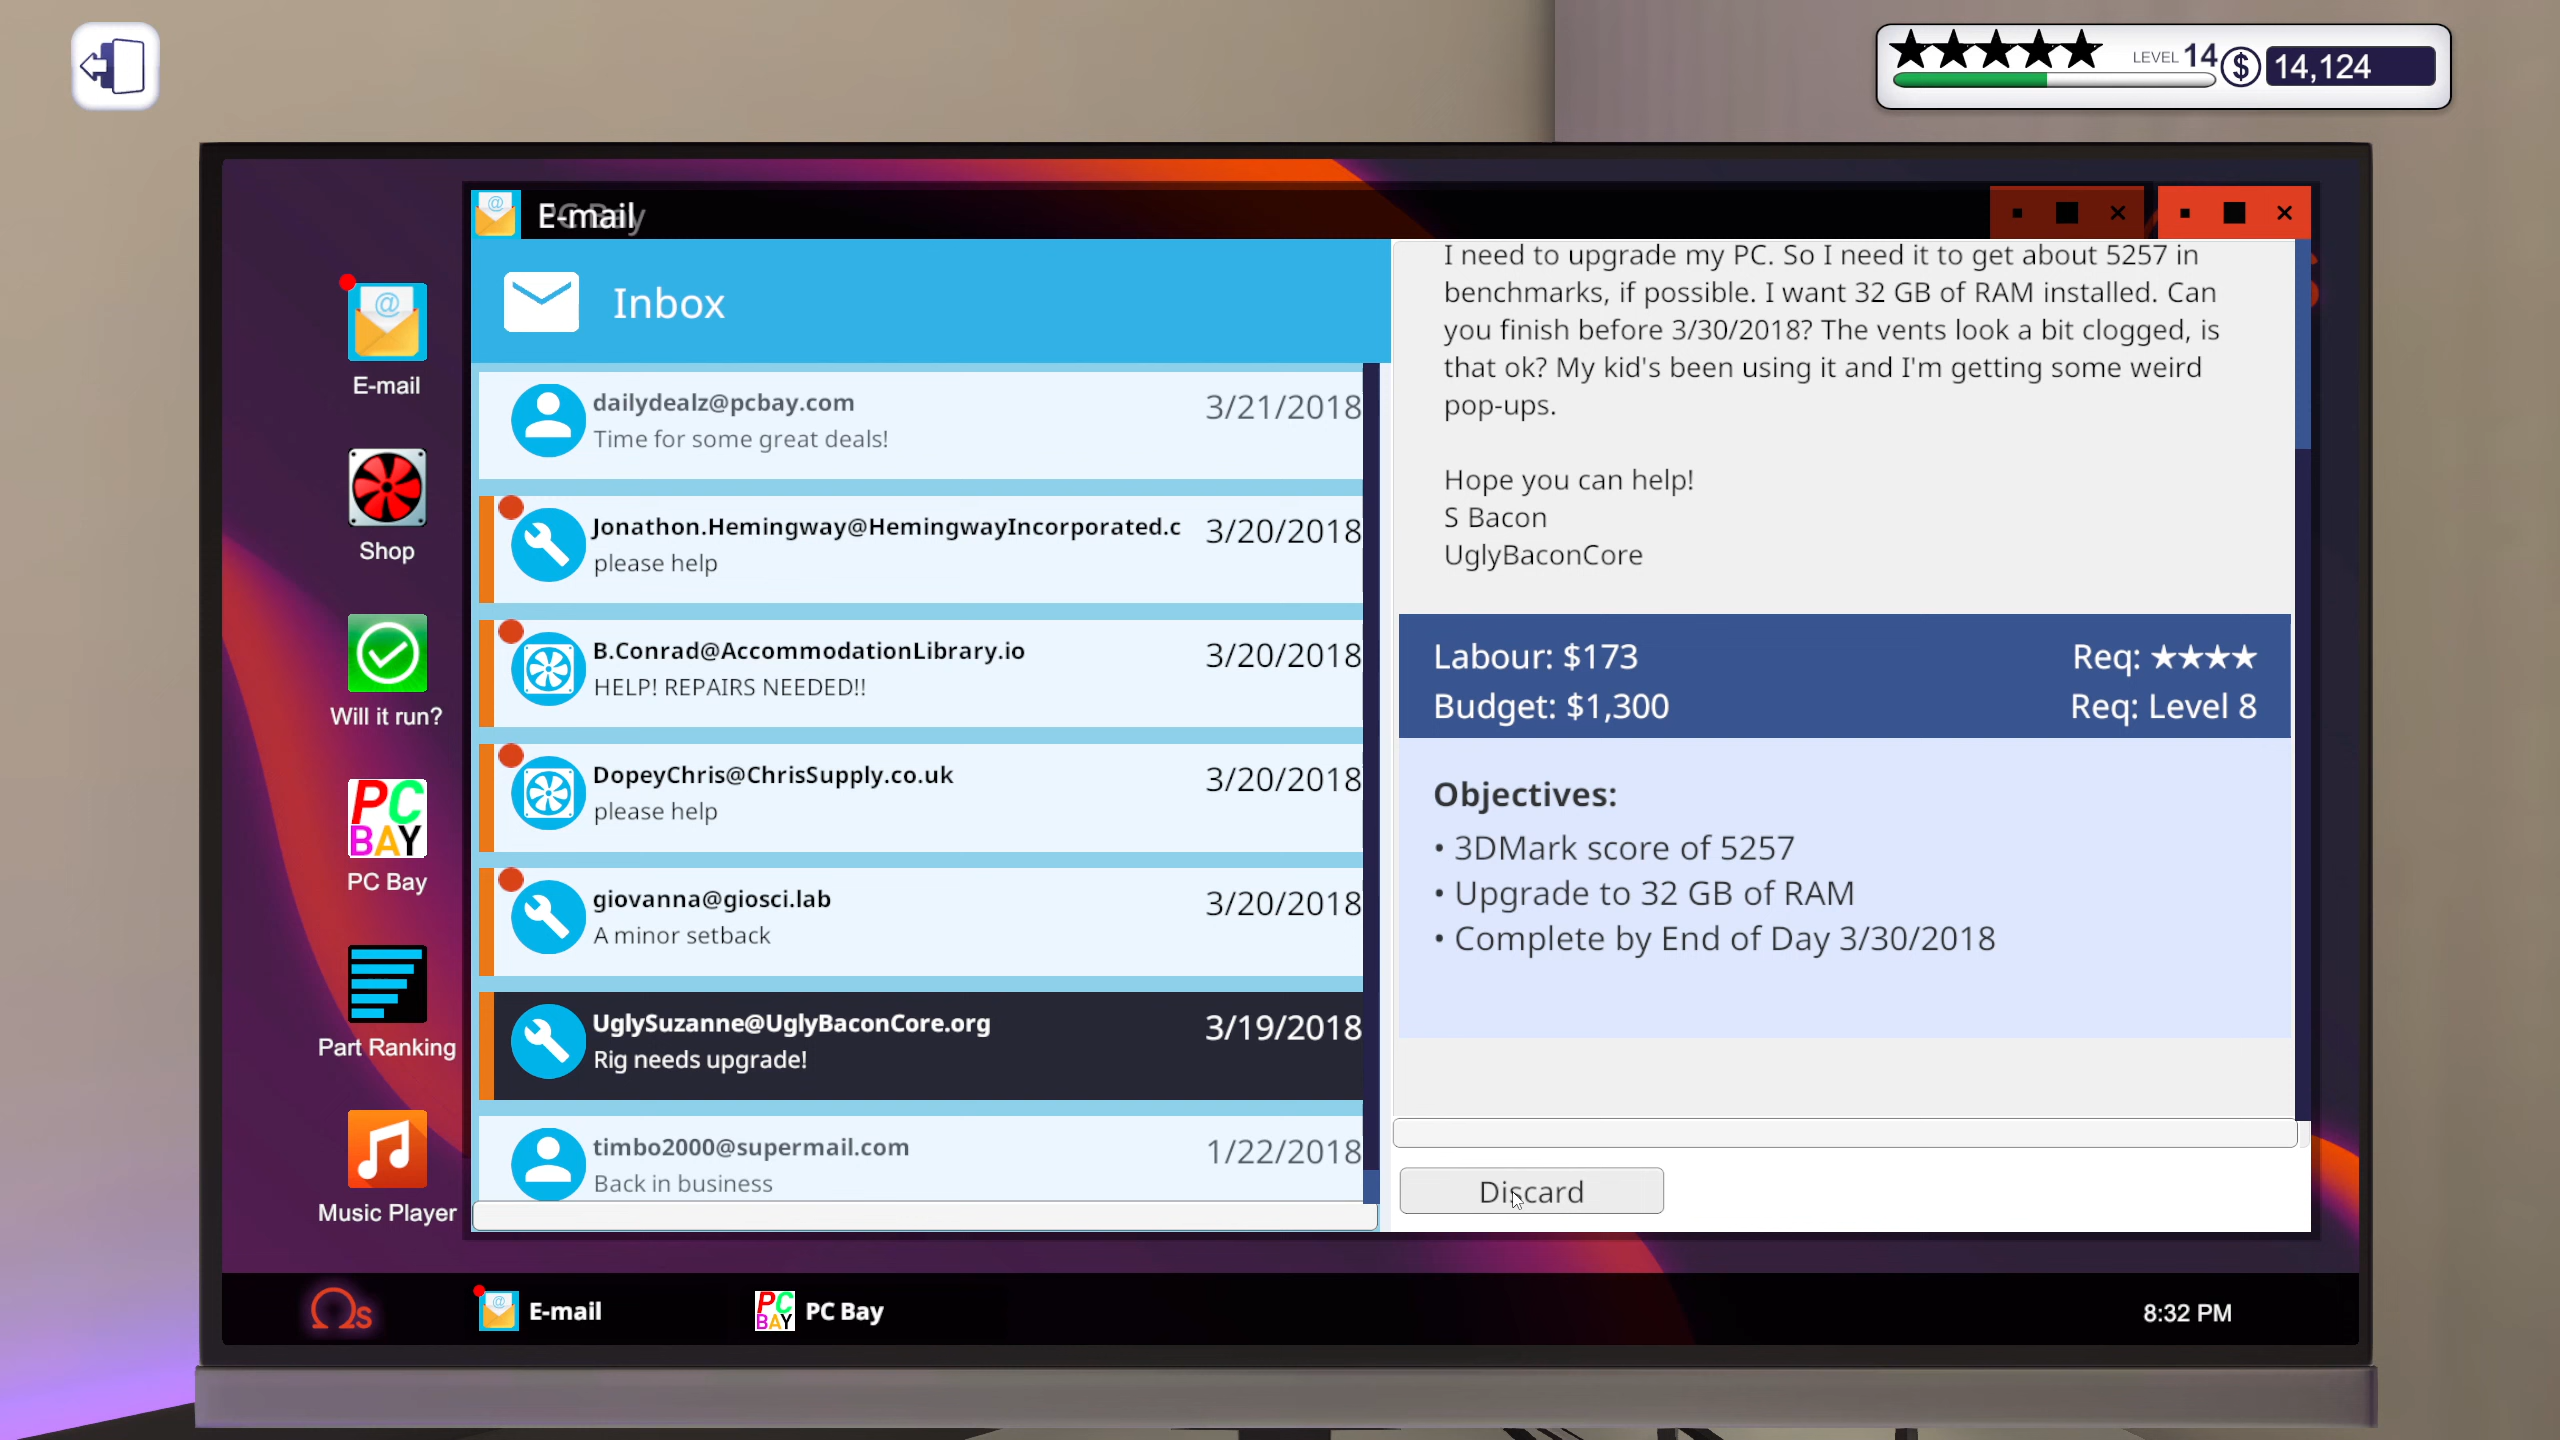 ★★★★★ LEVEL 14 $ 14,124
E-mail
Inbox
dailydealz@pcbay.com 3/21/2018
Time for some great deals!
Jonathon.Hemingway@HemingwayIncorporated.c 3/20/2018
please help
B.Conrad@AccommodationLibrary.io 3/20/2018
HELP! REPAIRS NEEDED!!
DopeyChris@ChrisSupply.co.uk 3/20/2018
please help
giovanna@giosci.lab 3/20/2018
A minor setback
UglySuzanne@UglyBaconCore.org 3/19/2018
Rig needs upgrade!
timbo2000@supermail.com 1/22/2018
Back in business
I need to upgrade my PC. So I need it to get about 5257 in
benchmarks, if possible. I want 32 GB of RAM installed. Can
you finish before 3/30/2018? The vents look a bit clogged, is
that ok? My kid's been using it and I'm getting some weird
pop-ups.
Hope you can help!
S Bacon
UglyBaconCore
Labour: $173 Req: ★★★★
Budget: $1,300 Req: Level 8
Objectives:
• 3DMark score of 5257
• Upgrade to 32 GB of RAM
• Complete by End of Day 3/30/2018
Discard
E-mail
Shop
Will it run?
PC
BAY
PC Bay
Part Ranking
Music Player
Ωs
E-mail
PC
BAY
PC Bay
8:32 PM